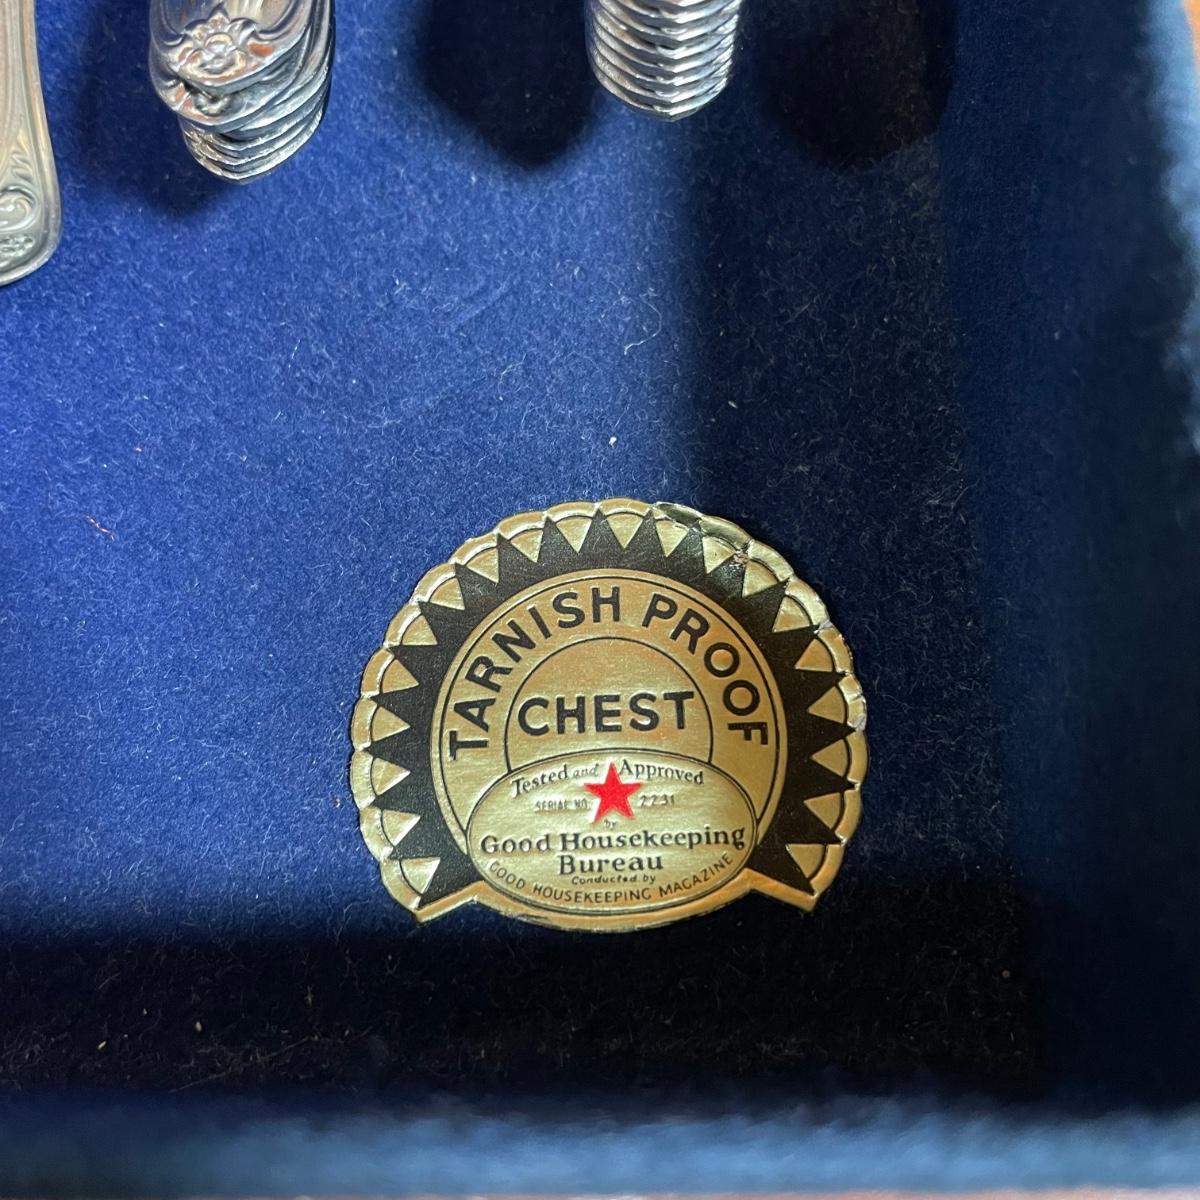 TARNISH PROOF
CHEST
Tested and Approved
SERIAL NO. 2231
by
Good Housekeeping
Bureau
Conducted by
GOOD HOUSEKEEPING MAGAZINE